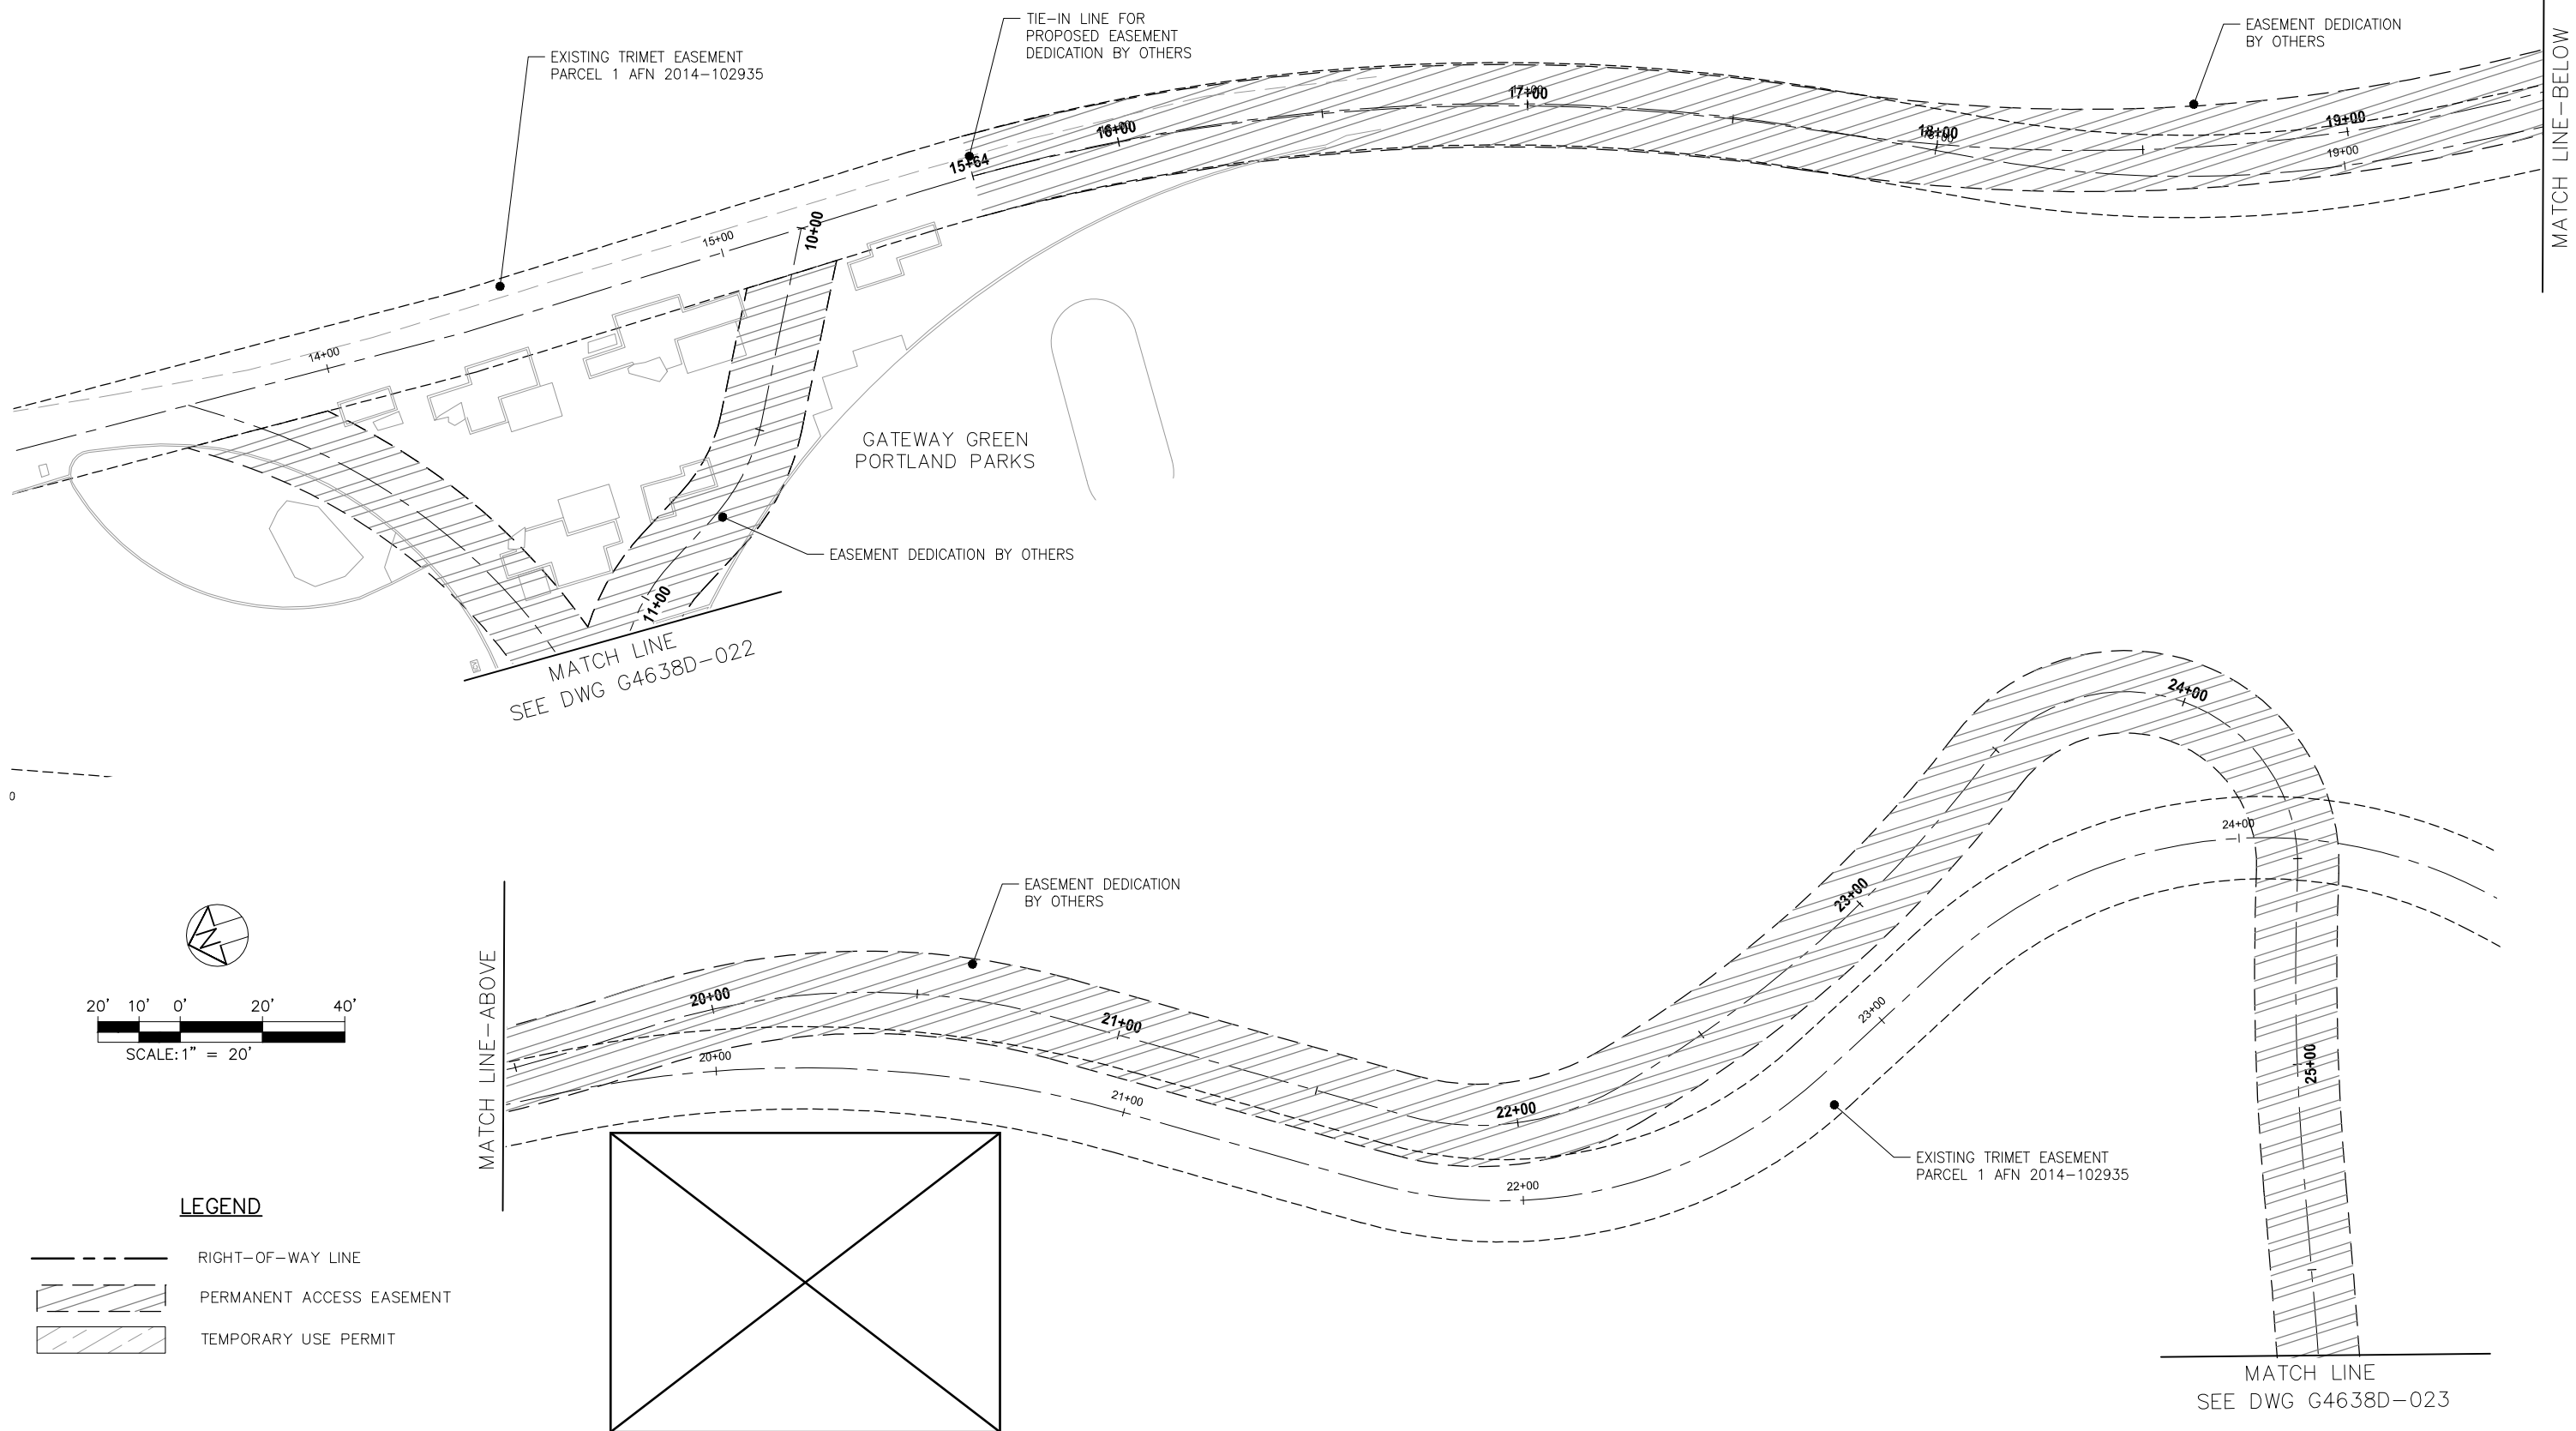 TIE-IN LINE FOR
PROPOSED EASEMENT
DEDICATION BY OTHERS
EASEMENT DEDICATION
BY OTHERS
EXISTING TRIMET EASEMENT
PARCEL 1 AFN 2014-102935
MATCH LINE-BELOW
17+00
16+00
18+00
19+00
19+00
15+64
10+00
15+00
14+00
GATEWAY GREEN
PORTLAND PARKS
EASEMENT DEDICATION BY OTHERS
11+00
MATCH LINE
SEE DWG G4638D-022
24+00
0
24+00
EASEMENT DEDICATION
BY OTHERS
23+00
N
MATCH LINE-ABOVE
20+00
21+00
23+00
20' 10' 0' 20' 40'
SCALE: 1" = 20'
20+00
21+00
22+00
25+00
22+00
EXISTING TRIMET EASEMENT
PARCEL 1 AFN 2014-102935
LEGEND
RIGHT-OF-WAY LINE
PERMANENT ACCESS EASEMENT
TEMPORARY USE PERMIT
MATCH LINE
SEE DWG G4638D-023